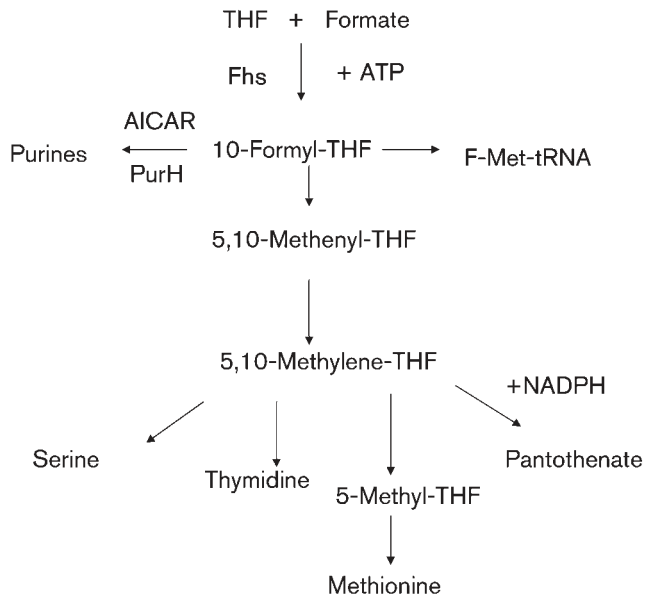 THF + Formate
Fhs + ATP
AICAR
Purines 10-Formyl-THF F-Met-tRNA
PurH
5,10-Methenyl-THF
5,10-Methylene-THF
+NADPH
Serine Thymidine Pantothenate
5-Methyl-THF
Methionine